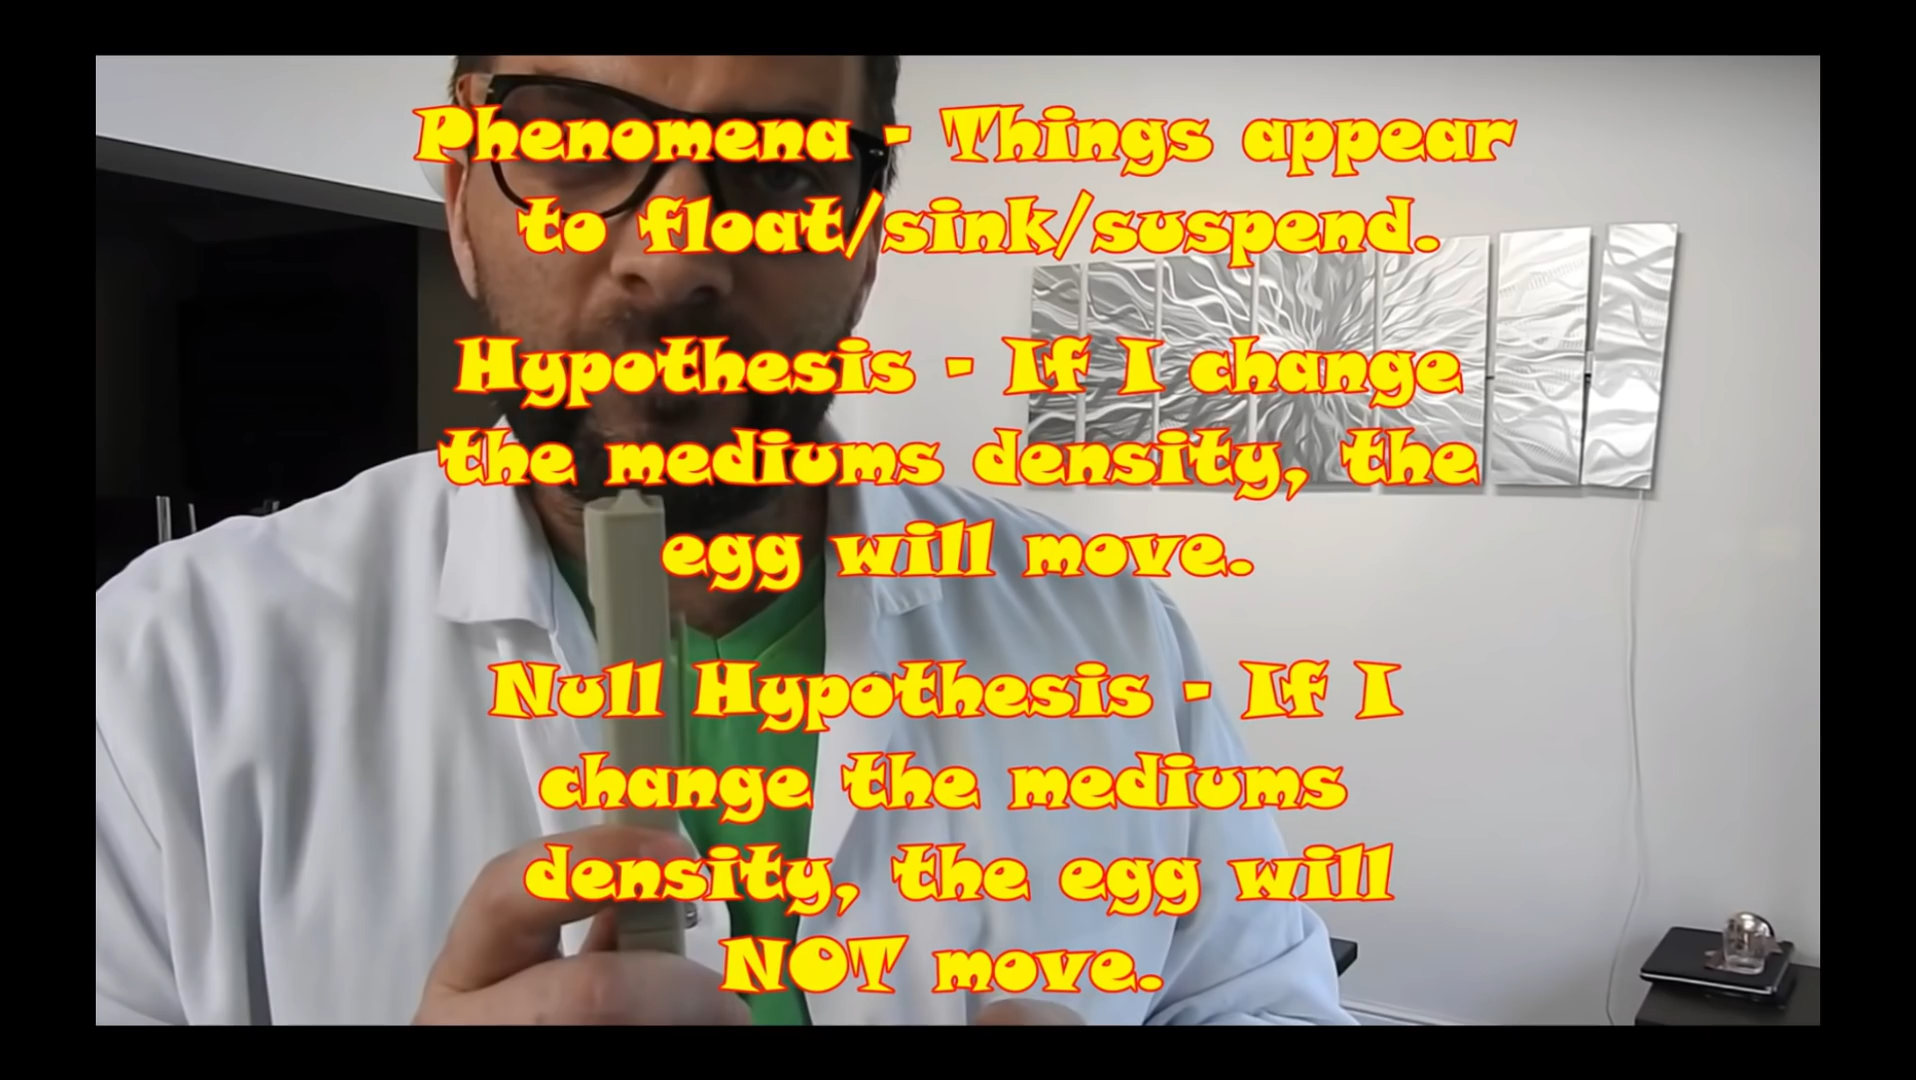 Phenomena - Things appear
to float/sink/suspend.
Hypothesis - If I change
the mediums density, the
egg will move.
Null Hypothesis - If I
change the mediums
density, the egg will
NOT move.